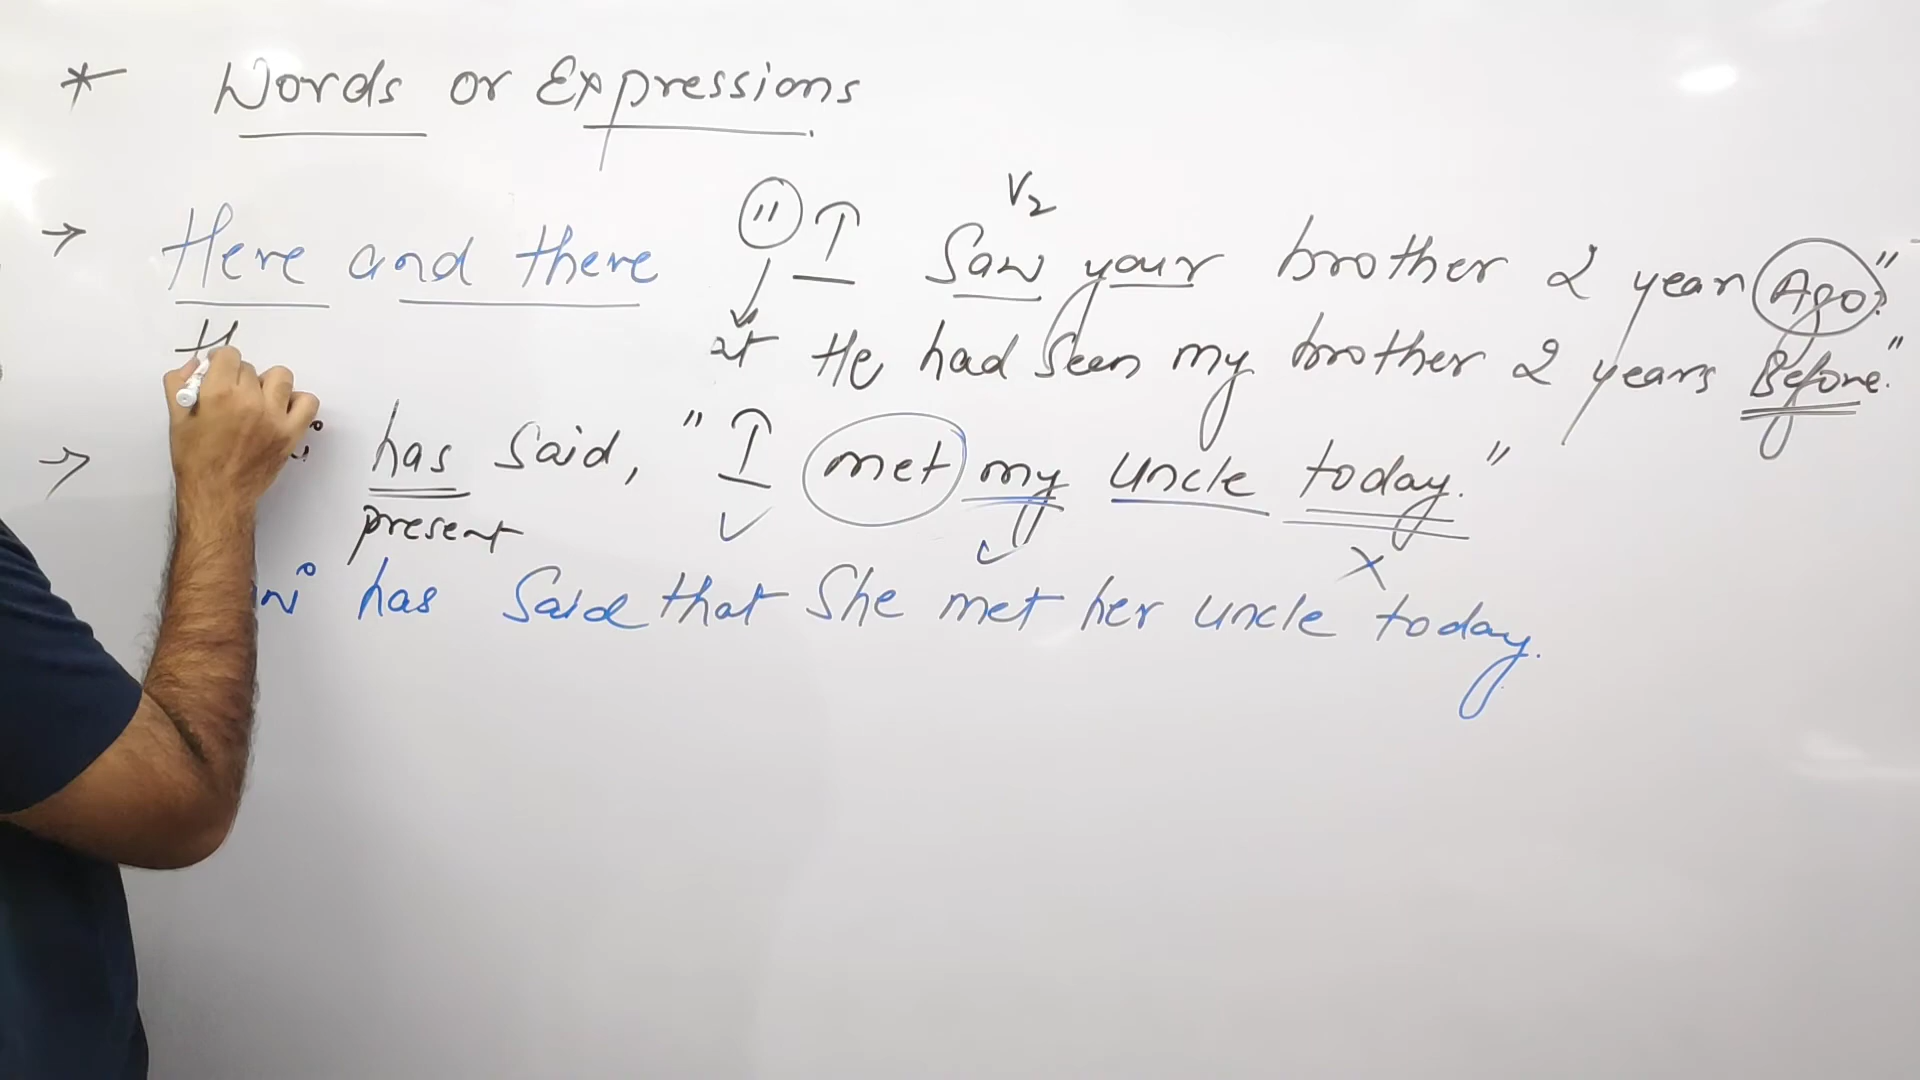 * Words or Expressions
V2
→ Here and there " I Saw your brother 2 year Ago."
H
at He had Seen my brother 2 years Before."
→ has Said, " I met my uncle today."
present
has Said that She met her uncle today.